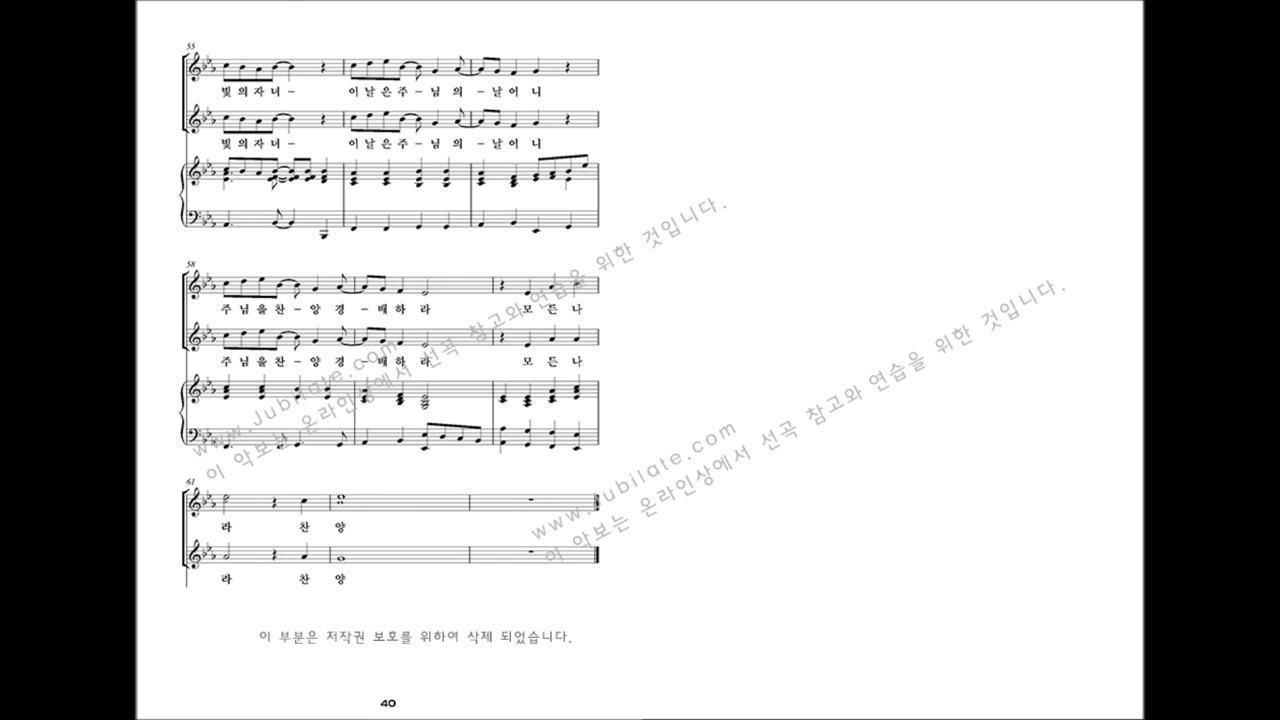 55
빛 의 자 녀 – 이 날 은 주 – 님 의 – 날 이 니
빛 의 자 녀 – 이 날 은 주 – 님 의 – 날 이 니
58
주 님 을 찬 – 양 경 – 배 하 라 모 든 나
주 님 을 찬 – 양 경 – 배 하 라 모 든 나
www.Jubilate.com
이 악보는 온라인상에서 선곡 참고와 연습을 위한 것입니다.
61
라 찬 양
라 찬 양
www.Jubilate.com
이 악보는 온라인상에서 선곡 참고와 연습을 위한 것입니다.
이 부분은 저작권 보호를 위하여 삭제 되었습니다.
40